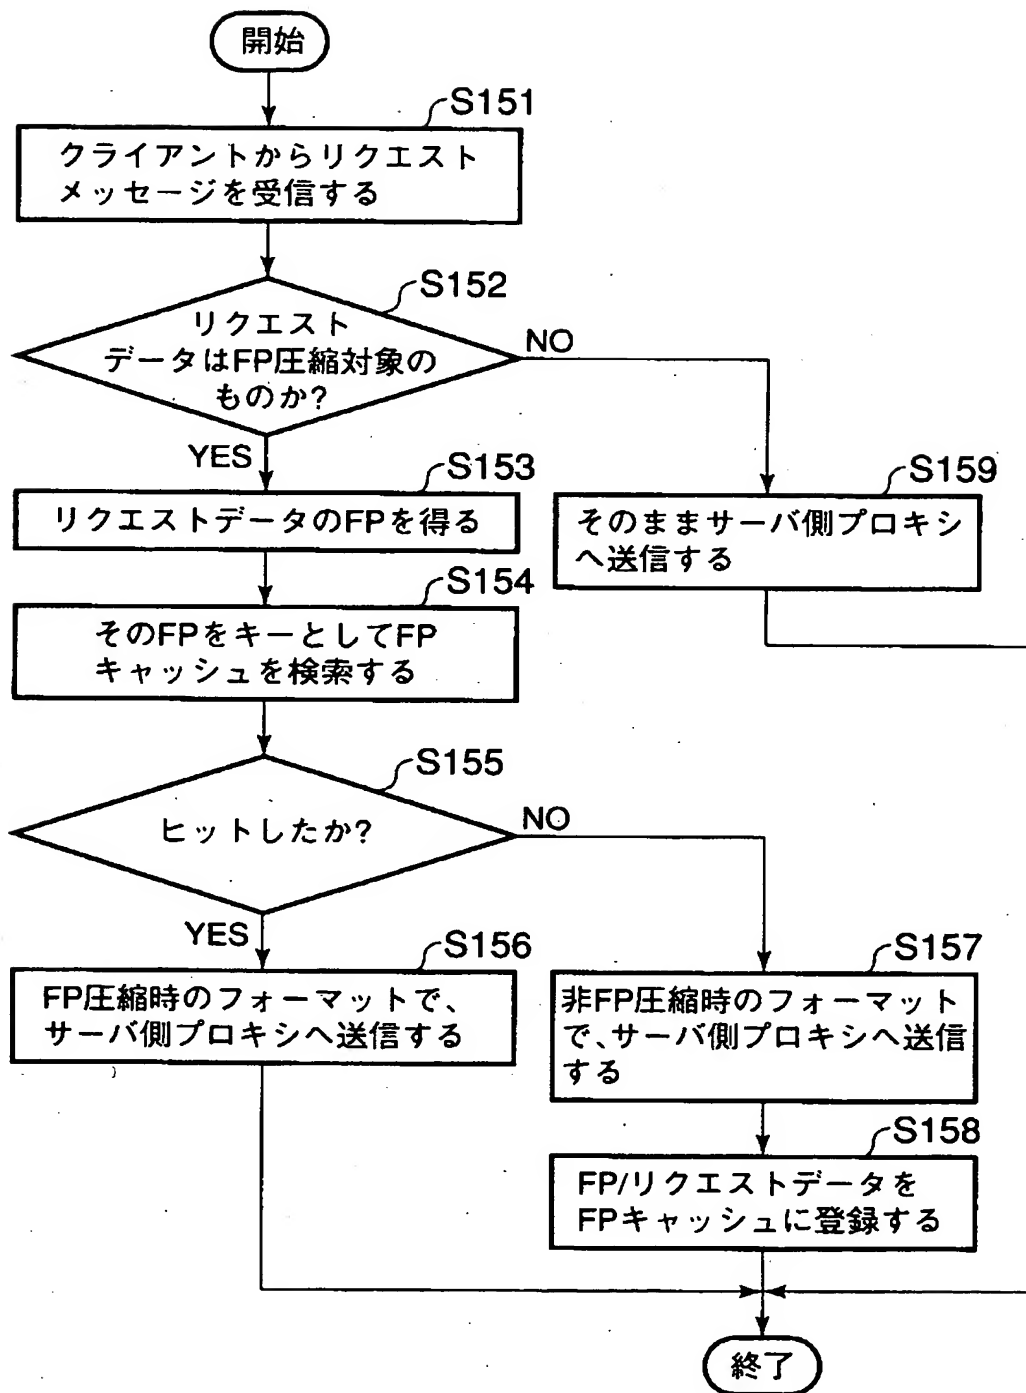 開始
S151
クライアントからリクエスト
メッセージを受信する
S152
リクエスト
データはFP圧縮対象の
ものか?
NO
YES
S153
リクエストデータのFPを得る
S159
そのままサーバ側プロキシ
へ送信する
S154
そのFPをキーとしてFP
キャッシュを検索する
S155
ヒットしたか?
NO
YES
S156
FP圧縮時のフォーマットで、
サーバ側プロキシへ送信する
S157
非FP圧縮時のフォーマット
で、サーバ側プロキシへ送信
する
S158
FP/リクエストデータを
FPキャッシュに登録する
終了